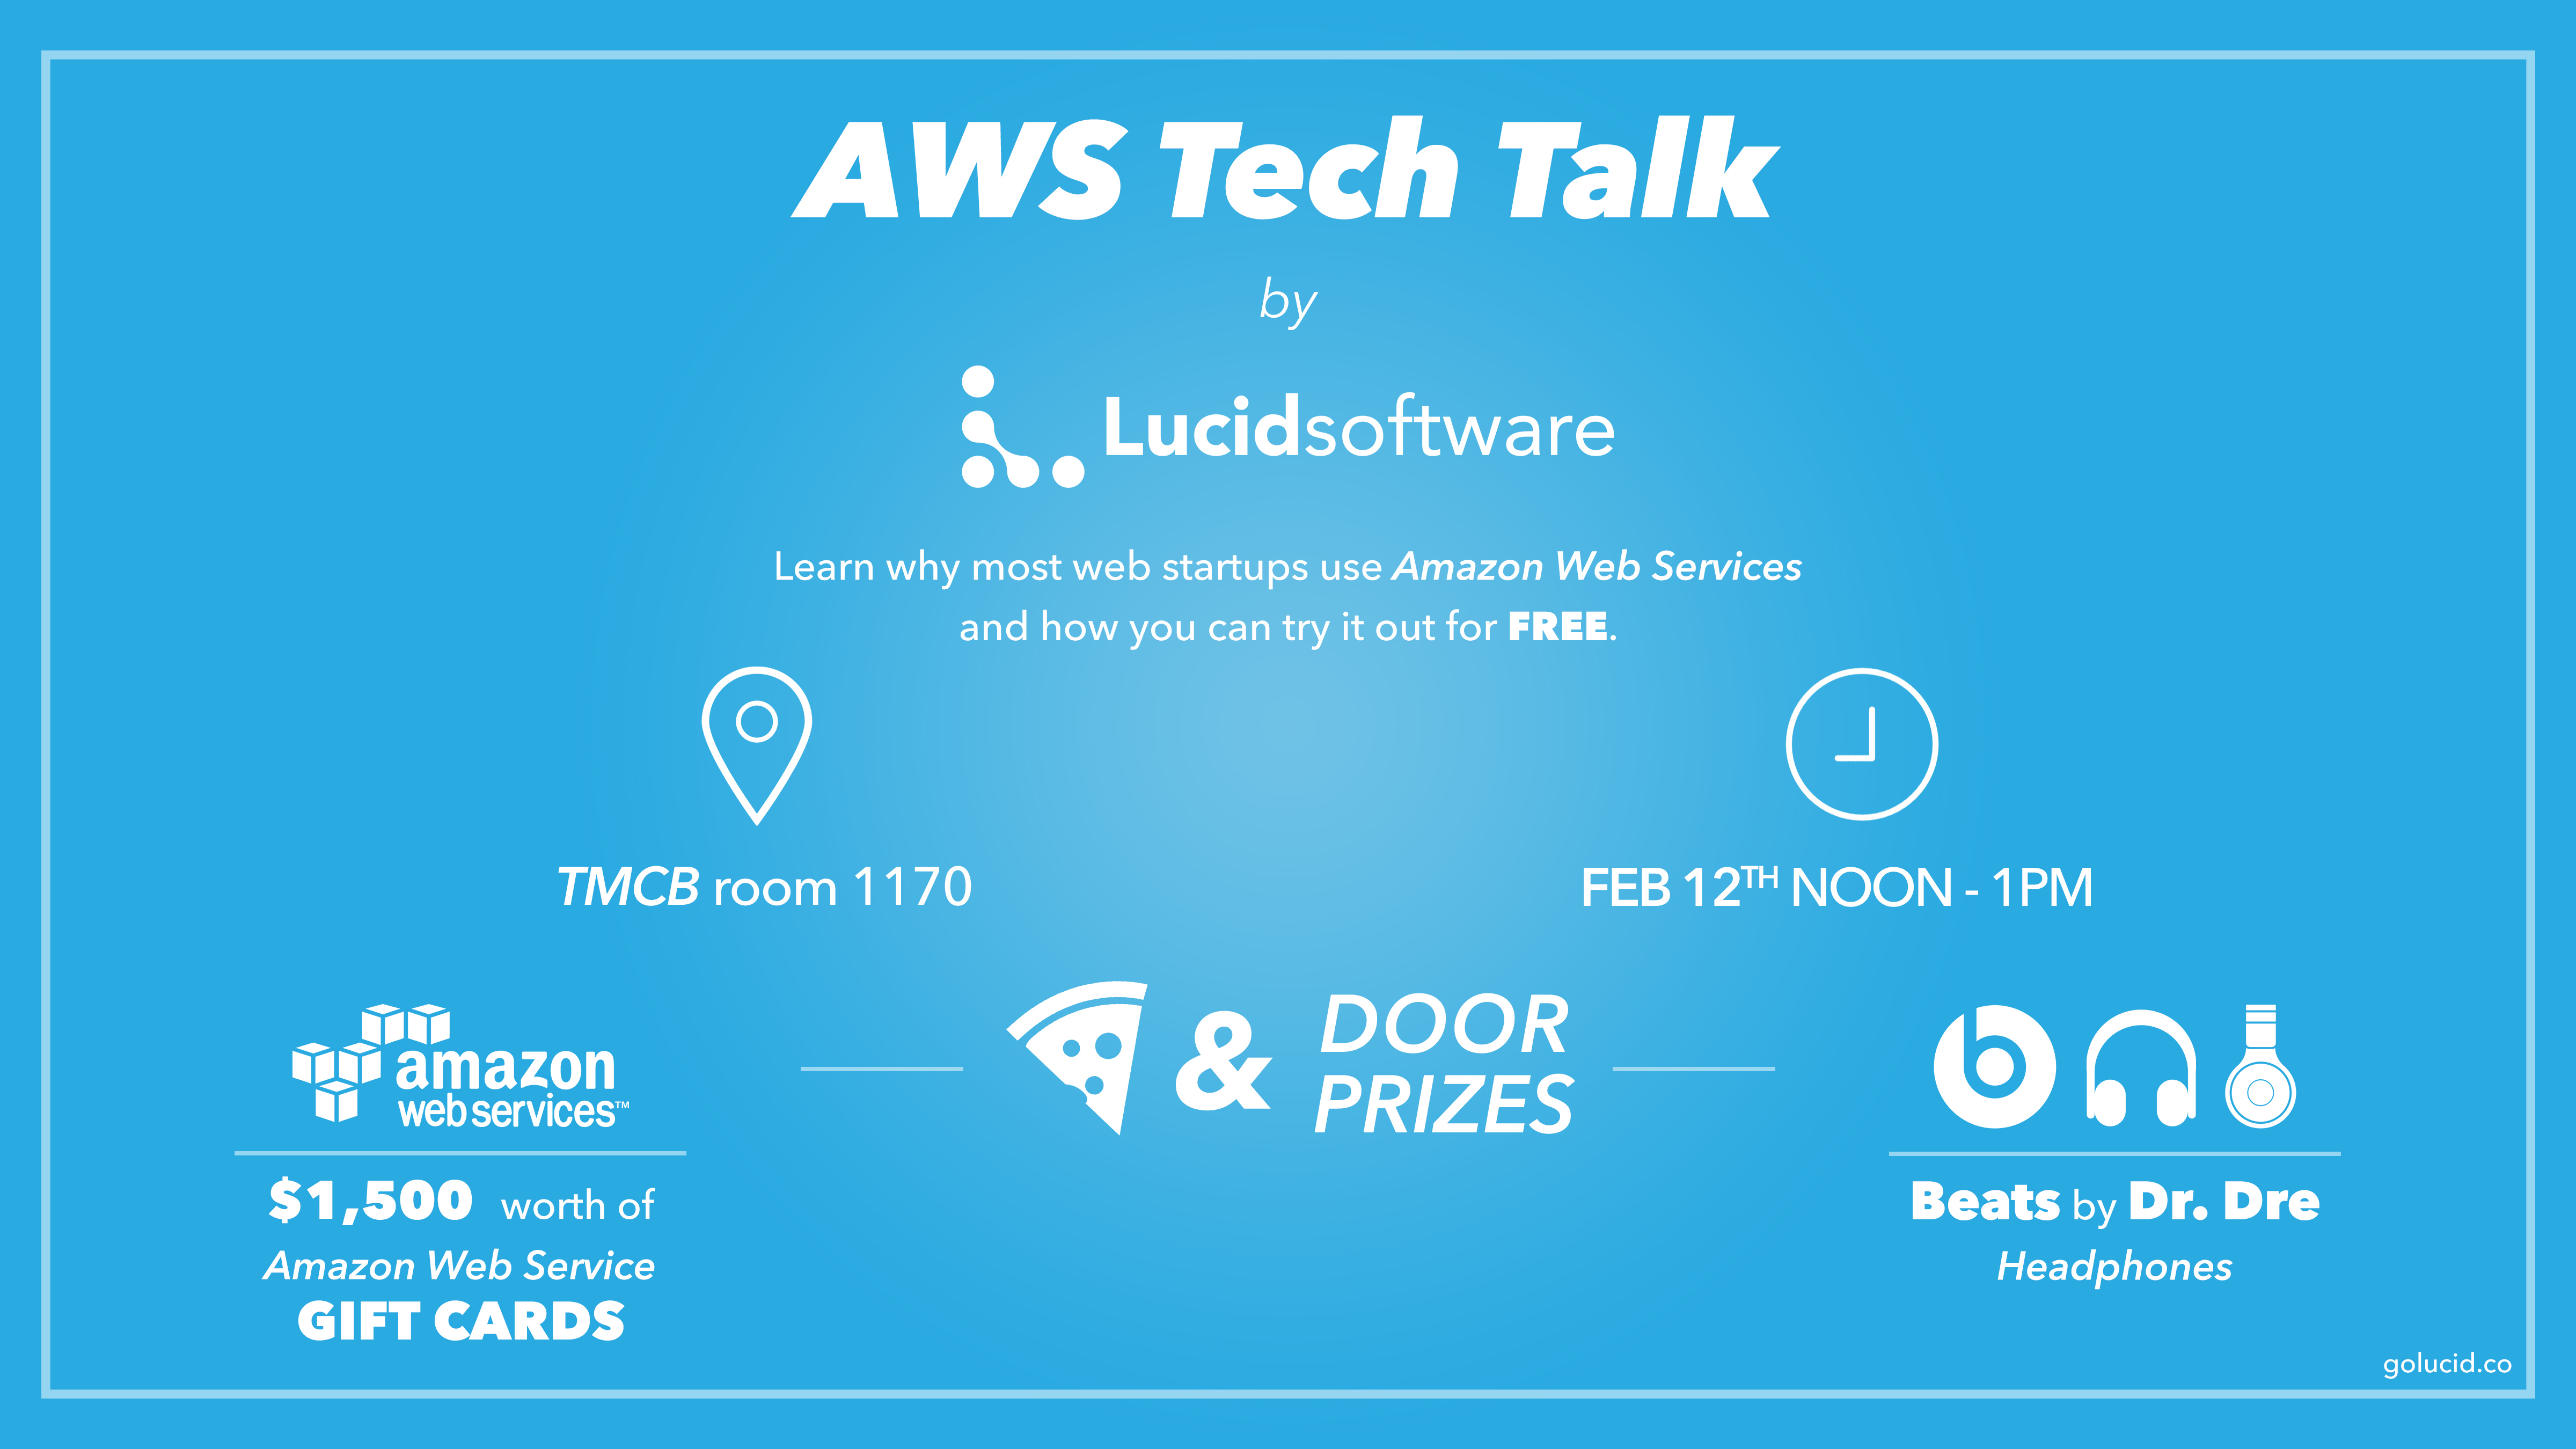 AWS Tech Talk
by
Lucidsoftware
Learn why most web startups use Amazon Web Services
and how you can try it out for FREE.
TMCB room 1170
FEB 12TH NOON - 1PM
amazon
web services™
$1,500 worth of
Amazon Web Service
GIFT CARDS
&
DOOR
PRIZES
b
Beats by Dr. Dre
Headphones
golucid.co